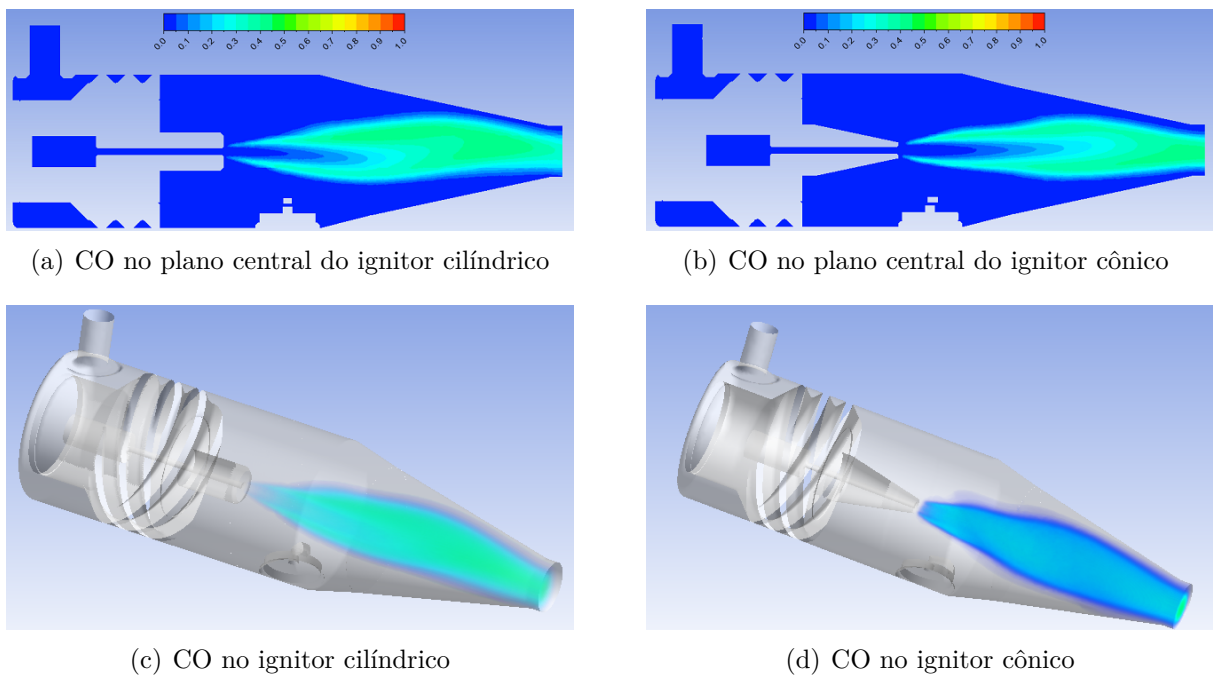 0.0 0.1 0.2 0.3 0.4 0.5 0.6 0.7 0.8 0.9 1.0
0.0 0.1 0.2 0.3 0.4 0.5 0.6 0.7 0.8 0.9 1.0
(a) CO no plano central do ignitor cilíndrico
(b) CO no plano central do ignitor cônico
(c) CO no ignitor cilíndrico
(d) CO no ignitor cônico